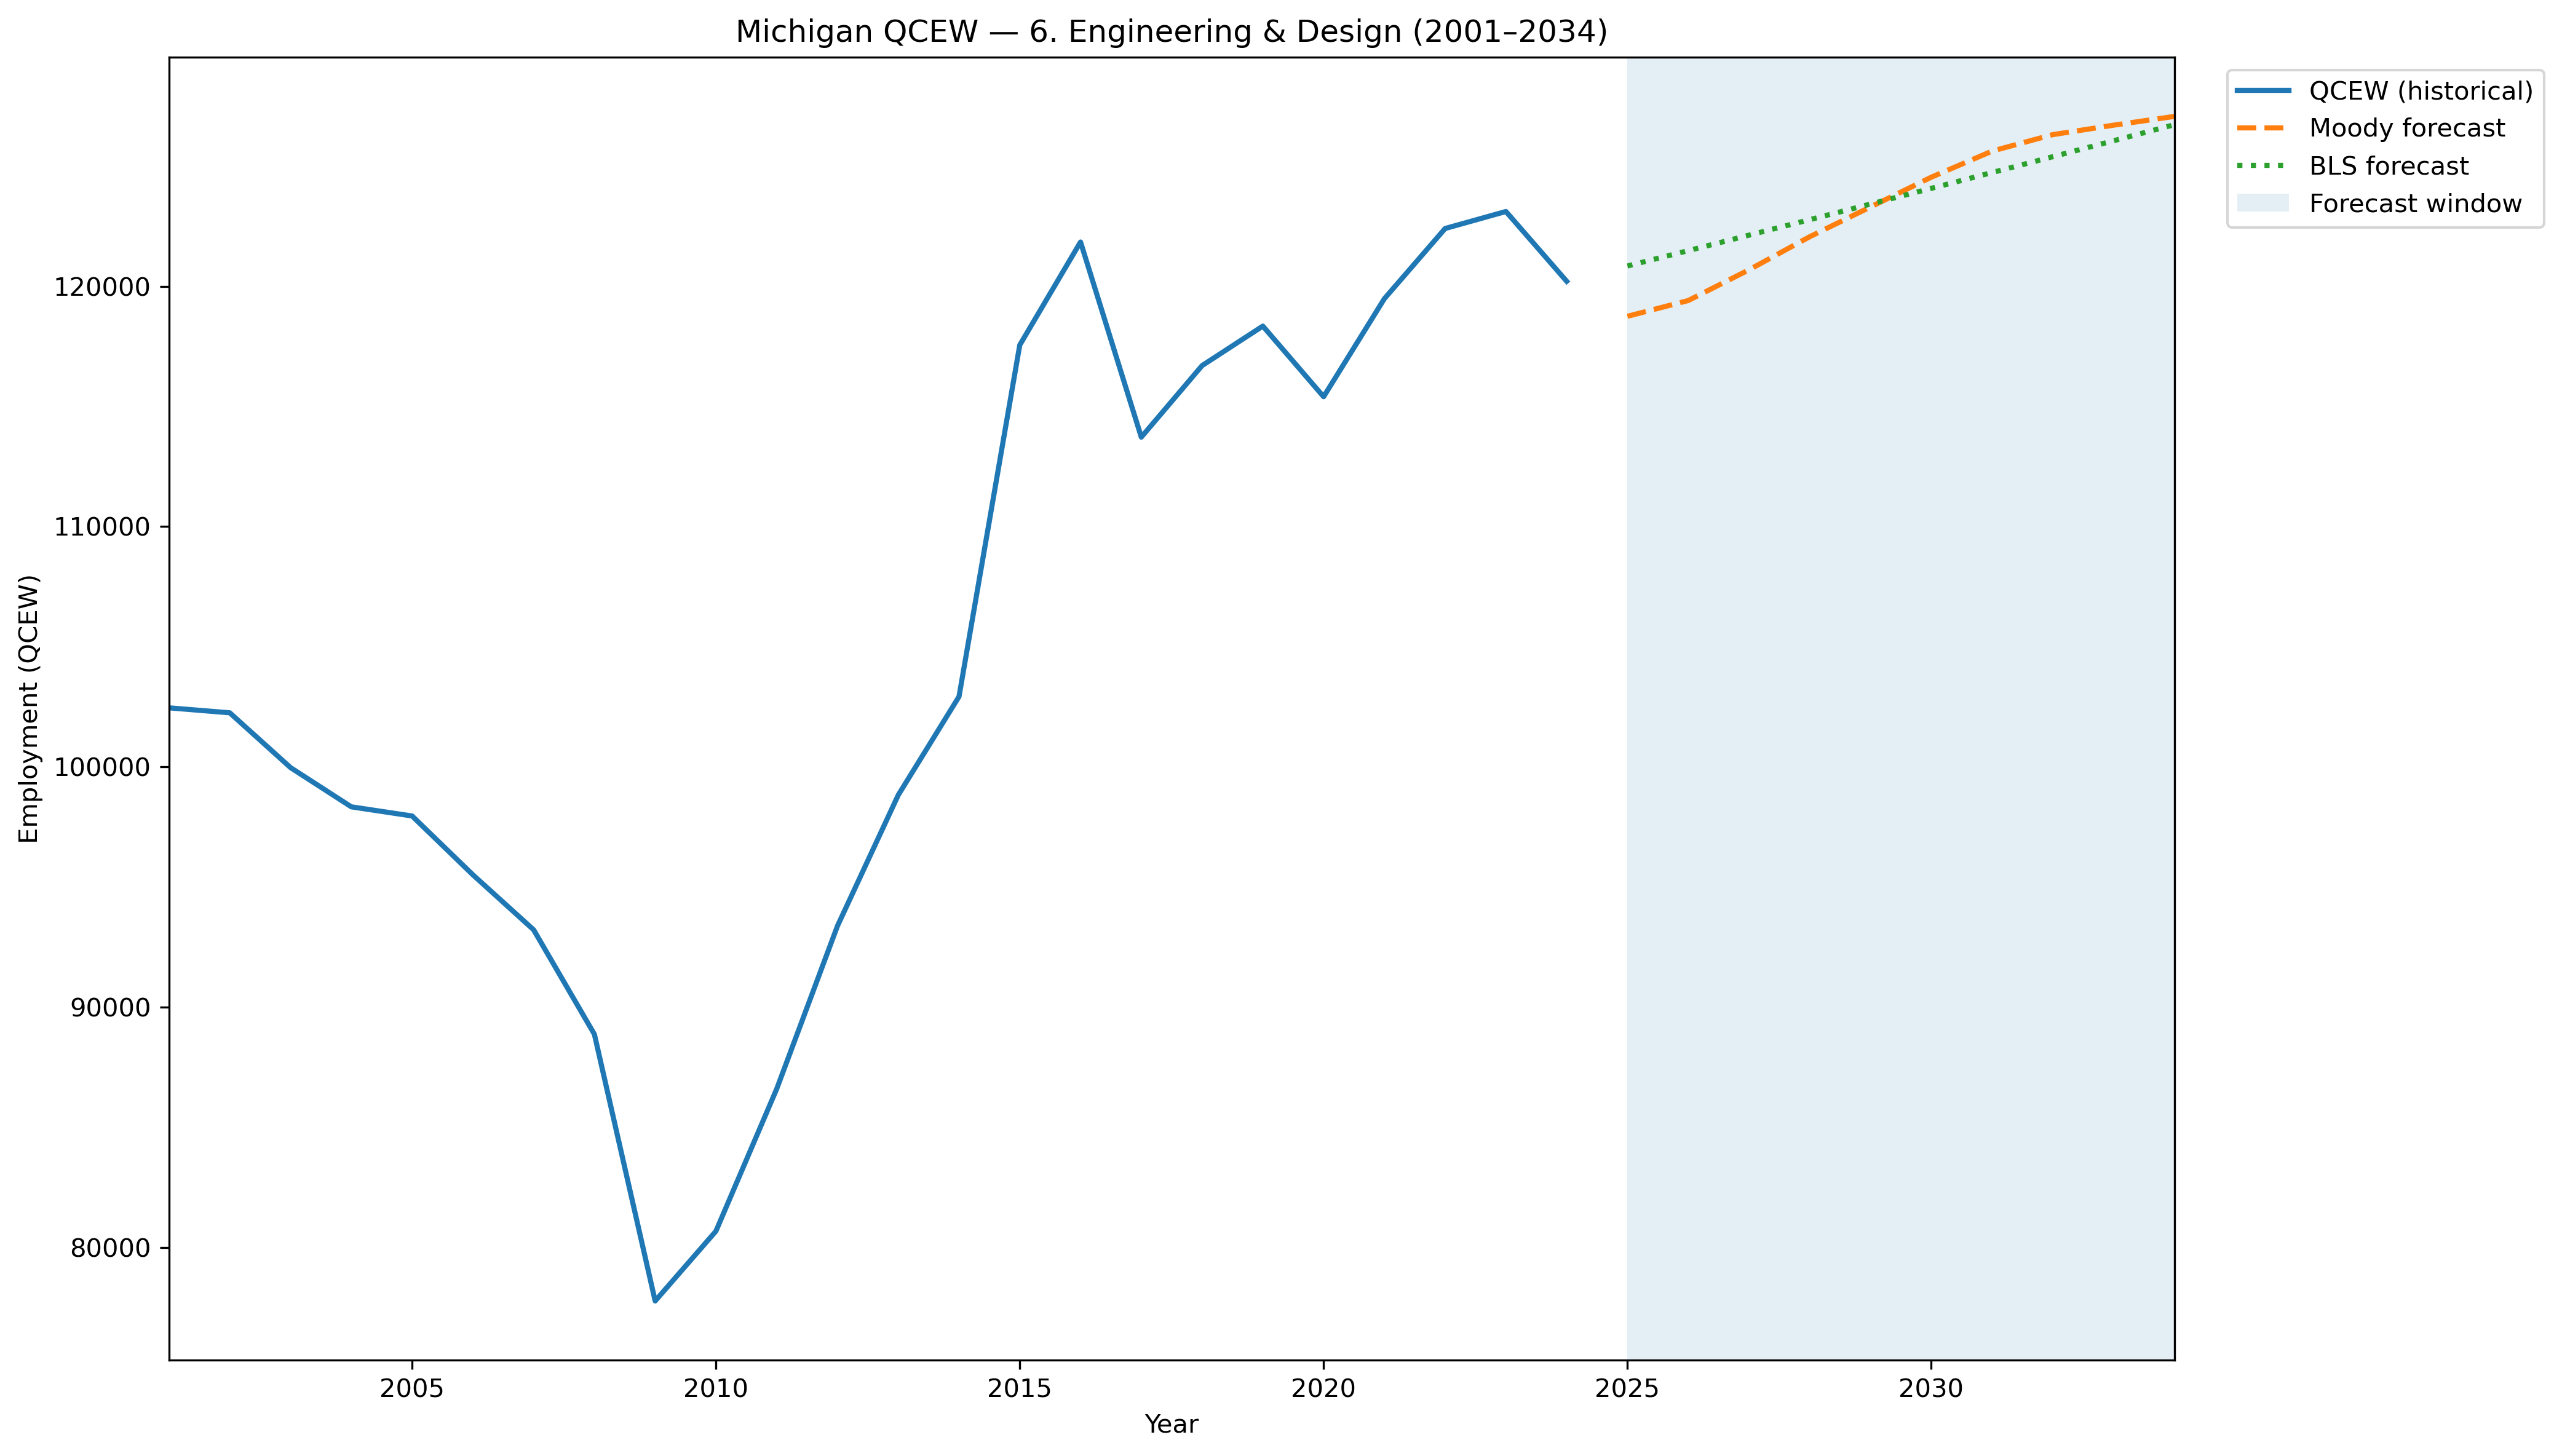 Michigan QCEW — 6. Engineering & Design (2001–2034)
QCEW (historical)
Moody forecast
BLS forecast
Forecast window
Employment (QCEW)
120000
110000
100000
90000
80000
2005
2010
2015
2020
2025
2030
Year